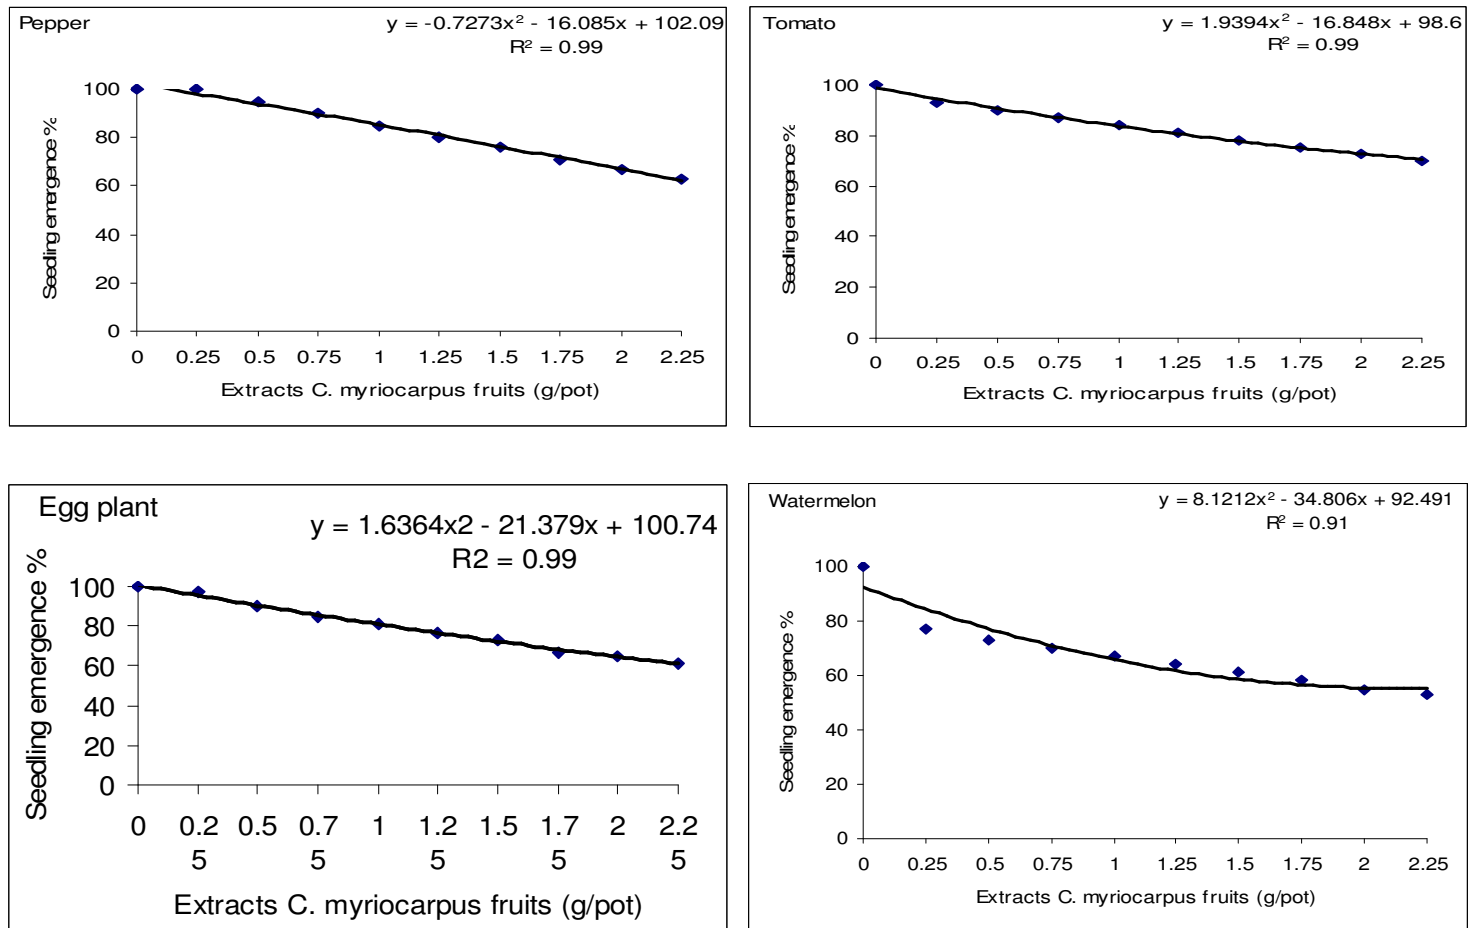 Pepper
y = -0.7273x² - 16.085x + 102.09
R² = 0.99
Seedling emergence %
100
80
60
40
20
0
0 0.25 0.5 0.75 1 1.25 1.5 1.75 2 2.25
Extracts C. myriocarpus fruits (g/pot)
Tomato
y = 1.9394x² - 16.848x + 98.6
R² = 0.99
Seedling emergence %
100
80
60
40
20
0
0 0.25 0.5 0.75 1 1.25 1.5 1.75 2 2.25
Extracts C. myriocarpus fruits (g/pot)
Egg plant
y = 1.6364x2 - 21.379x + 100.74
R2 = 0.99
Seedling emergence %
100
80
60
40
20
0
0 0.2 0.5 0.7 1 1.2 1.5 1.7 2 2.2
5 5 5 5 5
Extracts C. myriocarpus fruits (g/pot)
Watermelon
y = 8.1212x² - 34.806x + 92.491
R² = 0.91
Seedling emergence %
100
80
60
40
20
0
0 0.25 0.5 0.75 1 1.25 1.5 1.75 2 2.25
Extracts C. myriocarpus fruits (g/pot)